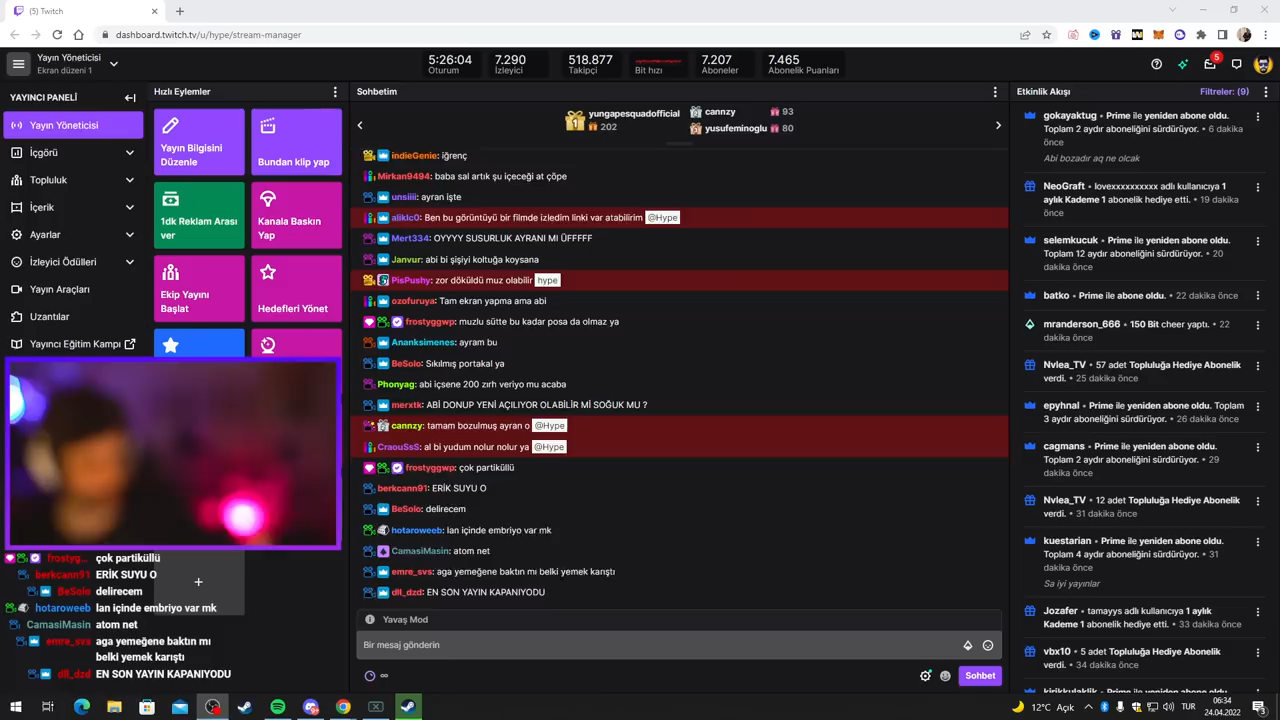 (5) Twitch
dashboard.twitch.tv/u/hype/stream-manager
Yayın Yöneticisi
Ekran düzeni 1
5:26:04
Oturum
7.290
İzleyici
518.877
Takipçi
Bit hızı
7.207
Aboneler
7.465
Abonelik Puanları
5
YAYINCI PANELİ
Yayın Yöneticisi
İçgörü
Topluluk
İçerik
Ayarlar
İzleyici Ödülleri
Yayın Araçları
Uzantılar
Yayıncı Eğitim Kampı
Hızlı Eylemler
Yayın Bilgisini
Düzenle
Bundan klip yap
1dk Reklam Arası
ver
Kanala Baskın
Yap
Ekip Yayını
Başlat
Hedefleri Yönet
frostyg... çok partiküllü
berkcann91 ERİK SUYU O
BeSolo delirecem
hotaroweeb lan içinde embriyo var mk
CamasiMasin atom net
emre_svs aga yemeğene baktın mı
belki yemek karıştı
dll_dzd EN SON YAYIN KAPANIYODU
Sohbetim
yungapesquadofficial
202
cannzy 93
yusufeminoglu 80
indieGenie: iğrenç
Mirkan9494: baba sal artık şu içeceği at çöpe
unsiiii: ayran işte
aliklc0: Ben bu görüntüyü bir filmde izledim linki var atabilirim @Hype
Mert334: OYYYY SUSURLUK AYRANI MI ÜFFFFF
Janvur: abi bi şişiyi koltuğa koysana
PisPushy: zor döküldü muz olabilir hype
ozofuruya: Tam ekran yapma ama abi
frostyggwp: muzlu sütte bu kadar posa da olmaz ya
Ananksimenes: ayram bu
BeSolo: Sıkılmış portakal ya
Phonyag: abi içsene 200 zırh veriyo mu acaba
merxtk: ABİ DONUP YENİ AÇILIYOR OLABİLİR Mİ SOĞUK MU ?
cannzy: tamam bozulmuş ayran o @Hype
CraouSsS: al bi yudum nolur nolur ya @Hype
frostyggwp: çok partiküllü
berkcann91: ERİK SUYU O
BeSolo: delirecem
hotaroweeb: lan içinde embriyo var mk
CamasiMasin: atom net
emre_svs: aga yemeğene baktın mı belki yemek karıştı
dll_dzd: EN SON YAYIN KAPANIYODU
Yavaş Mod
Bir mesaj gönderin
Sohbet
Etkinlik Akışı
Filtreler: (9)
gokayaktug • Prime ile yeniden abone oldu.
Toplam 2 aydır aboneliğini sürdürüyor. • 6 dakika
önce
Abi bozadır aq ne olcak
NeoGraft • lovexxxxxxxxxx adlı kullanıcıya 1
aylık Kademe 1 abonelik hediye etti. • 19 dakika
önce
selemkucuk • Prime ile yeniden abone oldu.
Toplam 12 aydır aboneliğini sürdürüyor. • 20
dakika önce
batko • Prime ile abone oldu. • 22 dakika önce
mranderson_666 • 150 Bit cheer yaptı. • 22
dakika önce
Nvlea_TV • 57 adet Topluluğa Hediye Abonelik
verdi. • 25 dakika önce
epyhnal • Prime ile yeniden abone oldu. Toplam
3 aydır aboneliğini sürdürüyor. • 26 dakika önce
cagmans • Prime ile yeniden abone oldu.
Toplam 2 aydır aboneliğini sürdürüyor. • 29
dakika önce
Nvlea_TV • 12 adet Topluluğa Hediye Abonelik
verdi. • 31 dakika önce
kuestarian • Prime ile yeniden abone oldu.
Toplam 4 aydır aboneliğini sürdürüyor. • 31
dakika önce
Sa iyi yayınlar
Jozafer • tamayys adlı kullanıcıya 1 aylık
Kademe 1 abonelik hediye etti. • 33 dakika önce
vbx10 • 5 adet Topluluğa Hediye Abonelik
verdi. • 34 dakika önce
kirikkulaklik • Prime ile yeniden abone oldu.
12°C Açık
TUR
06:34
24.04.2022
3